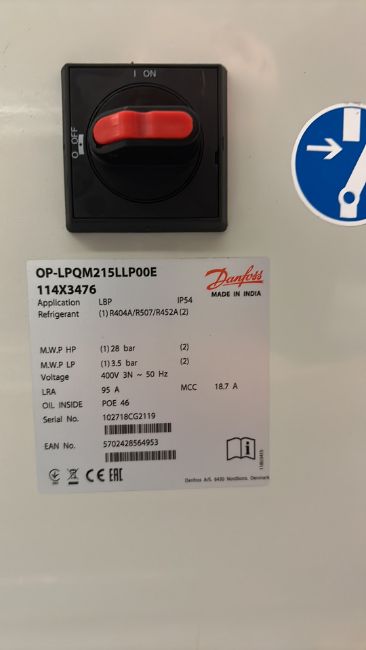 I ON
O OFF
OP-LPQM215LLP00E
114X3476
Danfoss
MADE IN INDIA
Application LBP IP54
Refrigerant (1) R404A/R507/R452A (2)
M.W.P HP (1) 28 bar (2)
M.W.P LP (1) 3.5 bar (2)
Voltage 400V 3N ~ 50 Hz
LRA 95 A MCC 18.7 A
OIL INSIDE POE 46
Serial No. 102718CG2119
EAN No. 5702428564953
CE EAC
Danfoss A/S, 6430 Nordborg, Denmark